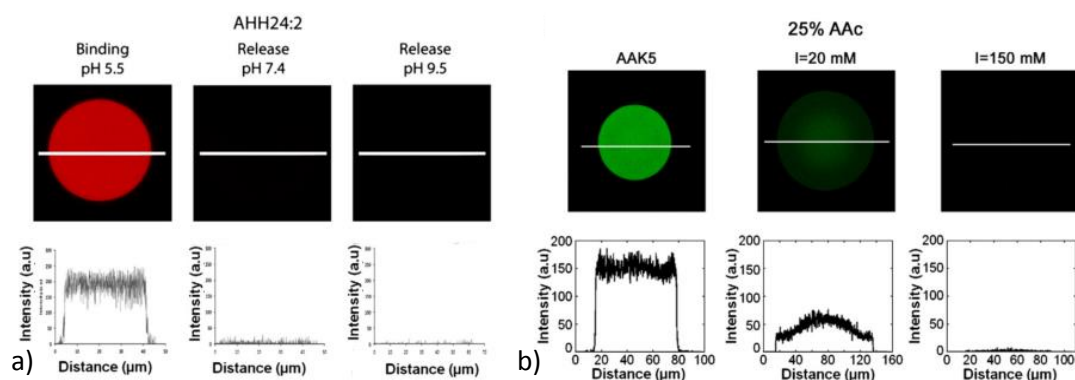 AHH24:2
Binding
pH 5.5
Release
pH 7.4
Release
pH 9.5
Intensity (a.u)
Distance (µm)
Intensity (a.u)
Distance (µm)
Intensity (a.u)
Distance (µm)
a)
25% AAc
AAK5
I=20 mM
I=150 mM
Intensity (a.u)
200
150
100
50
0
0 20 40 60 80 100
Distance (µm)
Intensity (a.u)
200
150
100
50
0
0 40 80 120 160
Distance (µm)
Intensity (a.u)
200
150
100
50
0
0 20 40 60 80 100
Distance (µm)
b)